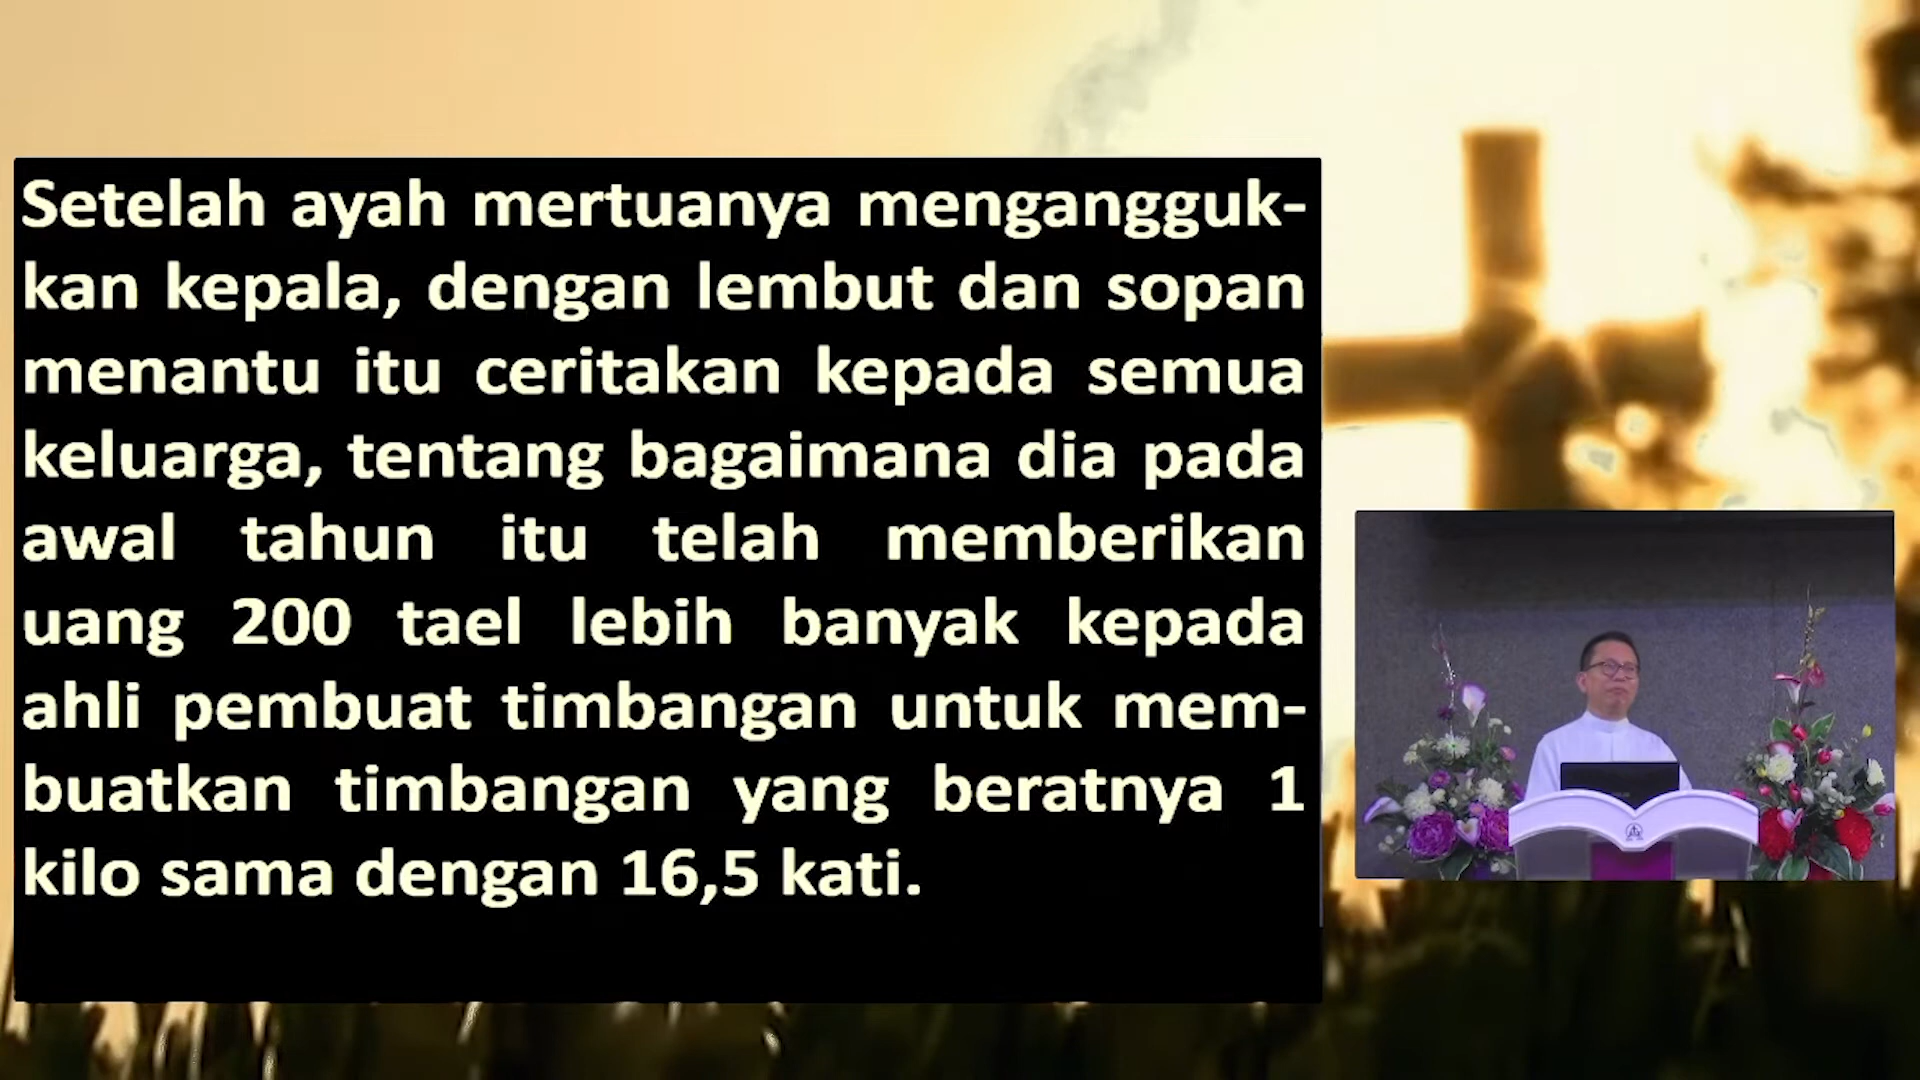 Setelah ayah mertuanya mengangguk-
kan kepala, dengan lembut dan sopan
menantu itu ceritakan kepada semua
keluarga, tentang bagaimana dia pada
awal tahun itu telah memberikan
uang 200 tael lebih banyak kepada
ahli pembuat timbangan untuk mem-
buatkan timbangan yang beratnya 1
kilo sama dengan 16,5 kati.